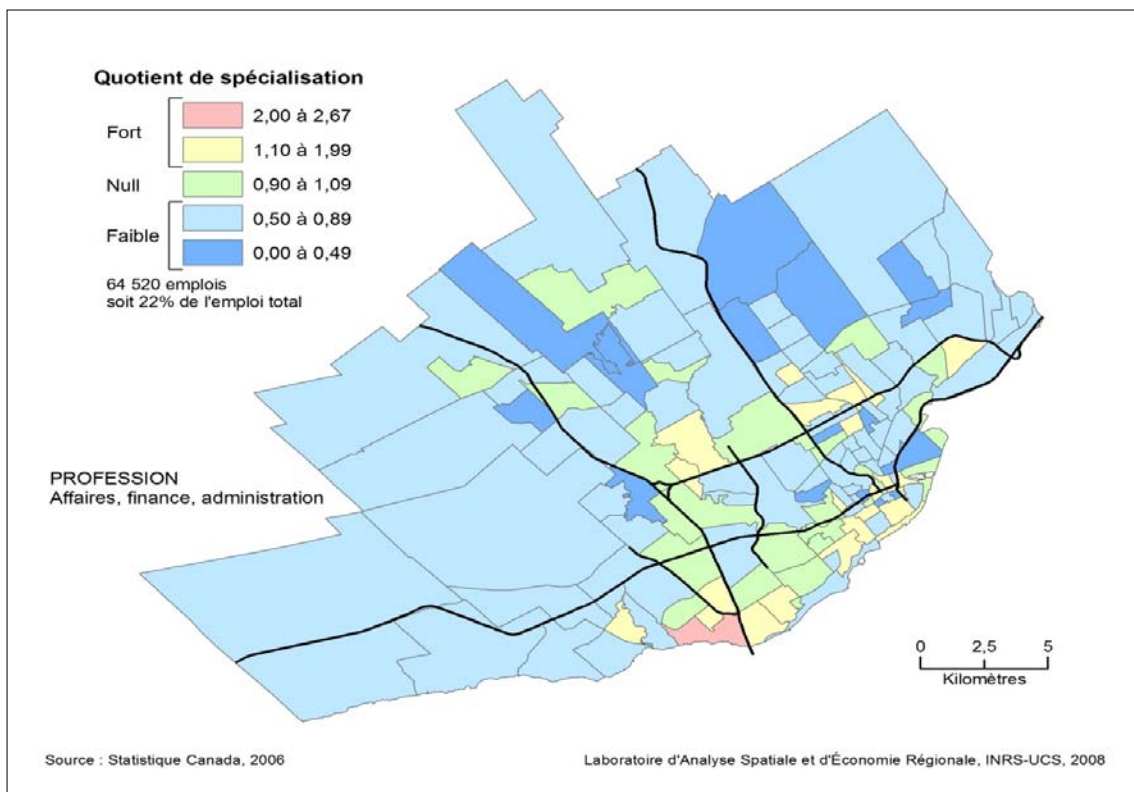 Quotient de spécialisation
Fort
2,00 à 2,67
1,10 à 1,99
Null
0,90 à 1,09
Faible
0,50 à 0,89
0,00 à 0,49
64 520 emplois
soit 22% de l'emploi total
PROFESSION
Affaires, finance, administration
0 2,5 5
Kilomètres
Source : Statistique Canada, 2006
Laboratoire d'Analyse Spatiale et d'Économie Régionale, INRS-UCS, 2008